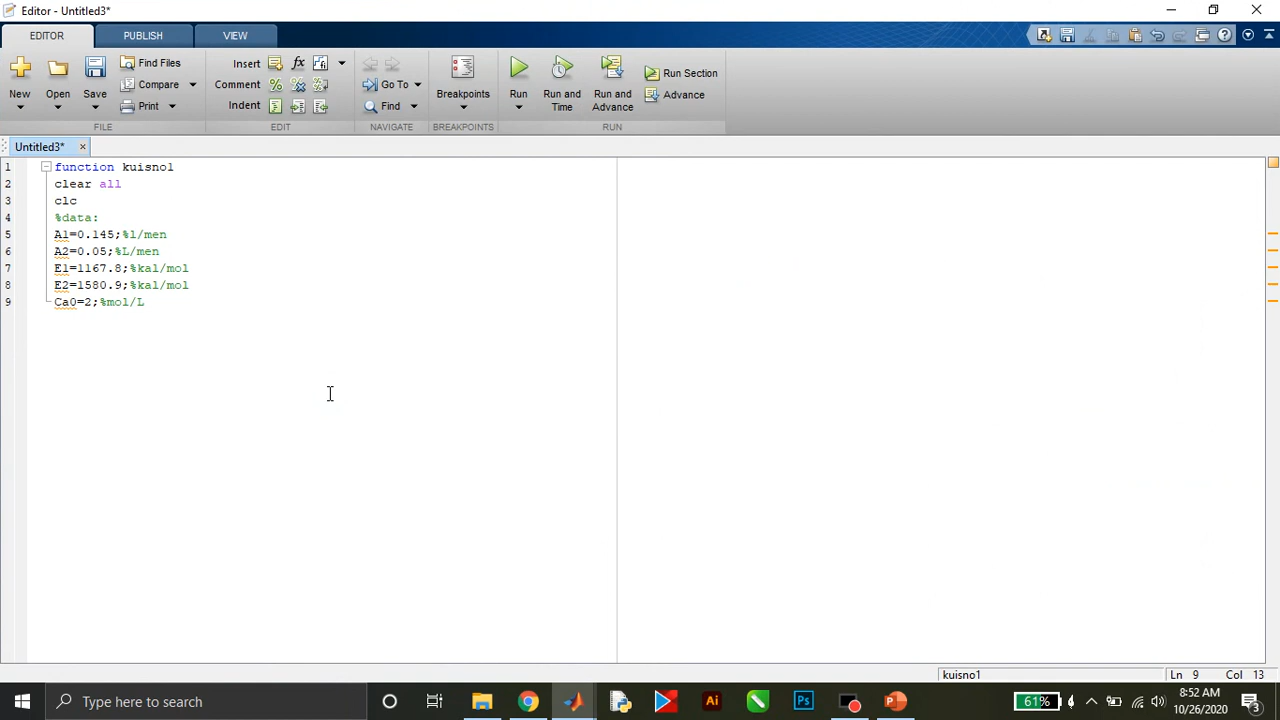 Editor - Untitled3*
EDITOR PUBLISH VIEW
New Open Save Find Files Compare Print
Insert Comment Indent
Go To Find
Breakpoints
Run Run and Time Run and Advance Run Section Advance
FILE EDIT NAVIGATE BREAKPOINTS RUN
Untitled3*
1 function kuisno1
2 clear all
3 clc
4 %data:
5 A1=0.145;%l/men
6 A2=0.05;%L/men
7 E1=1167.8;%kal/mol
8 E2=1580.9;%kal/mol
9 Ca0=2;%mol/L
kuisno1 Ln 9 Col 13
Type here to search
61%
8:52 AM
10/26/2020